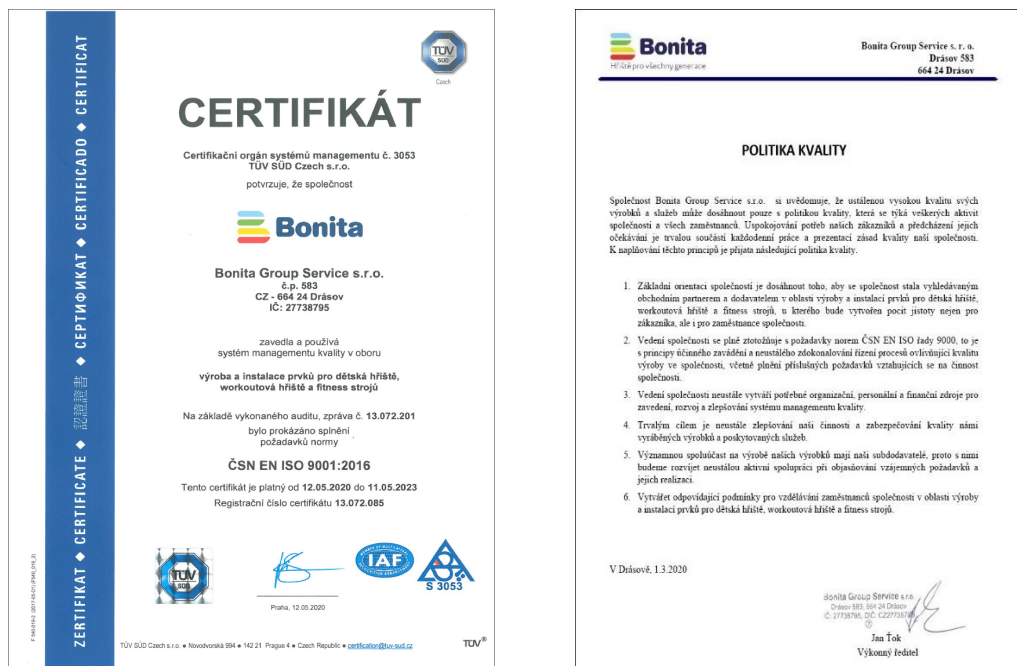 ZERTIFIKAT ◆ CERTIFICATE ◆ 認證證書 ◆ СЕРТИФИКАТ ◆ CERTIFICADO ◆ CERTIFICAT
TÜV
SÜD
Czech
CERTIFIKÁT
Certifikační orgán systémů managementu č. 3053
TÜV SÜD Czech s.r.o.
potvrzuje, že společnost
Bonita
Bonita Group Service s.r.o.
č.p. 583
CZ - 664 24 Drásov
IČ: 27738795
zavedla a používá
systém managementu kvality v oboru
výroba a instalace prvků pro dětská hřiště,
workoutová hřiště a fitness strojů,
Na základě vykonaného auditu, zpráva č. 13.072.201
bylo prokázáno splnění
požadavků normy
ČSN EN ISO 9001:2016
Tento certifikát je platný od 12.05.2020 do 11.05.2023
Registrační číslo certifikátu 13.072.085
TÜV
SÜD
IAF
S 3053
Praha, 12.05.2020
TÜV SÜD Czech s.r.o. ● Novodvorská 994 ● 142 21 Prague 4 ● Czech Republic ● certification@tuv-sud.cz
TÜV®
Bonita
Hřiště pro všechny generace
Bonita Group Service s. r. o.
Drásov 583
664 24 Drásov
POLITIKA KVALITY
Společnost Bonita Group Service s.r.o. si uvědomuje, že ustálenou vysokou kvalitu svých
výrobků a služeb může dosáhnout pouze s politikou kvality, která se týká veškerých aktivit
společnosti a všech zaměstnanců. Uspokojování potřeb našich zákazníků a předcházení jejich
očekávání je trvalou součástí každodenní práce a prezentací zásad kvality naší společnosti.
K naplňování těchto principů je přijata následující politika kvality.
1. Základní orientací společností je dosáhnout toho, aby se společnost stala vyhledávaným
obchodním partnerem a dodavatelem v oblasti výroby a instalací prvků pro dětská hřiště,
workoutová hřiště a fitness strojů, u kterého bude vytvořen pocit jistoty nejen pro
zákazníka, ale i pro zaměstnance společnosti.
2. Vedení společnosti se plně ztotožňuje s požadavky norem ČSN EN ISO řady 9000, to je
s principy účinného zavádění a neustálého zdokonalování řízení procesů ovlivňující kvalitu
výroby ve společnosti, včetně plnění příslušných požadavků vztahujících se na činnost
společnosti.
3. Vedení společnosti neustále vytváří potřebné organizační, personální a finanční zdroje pro
zavedení, rozvoj a zlepšování systému managementu kvality.
4. Trvalým cílem je neustále zlepšování naší činnosti a zabezpečování kvality námi
vyráběných výrobků a poskytovaných služeb.
5. Významnou spoluúčast na výrobě našich výrobků mají naši subdodavatelé, proto s nimi
budeme rozvíjet neustálou aktivní spolupráci při objasňování vzájemných požadavků a
jejich realizaci.
6. Vytvářet odpovídající podmínky pro vzdělávání zaměstnanců společnosti v oblasti výroby
a instalací prvků pro dětská hřiště, workoutová hřiště a fitness strojů.
V Drásově, 1.3.2020
Bonita Group Service s.r.o.
Drásov 583, 664 24 Drásov
IČ: 27738795, DIČ: CZ27738795
Jan Ťok
Výkonný ředitel